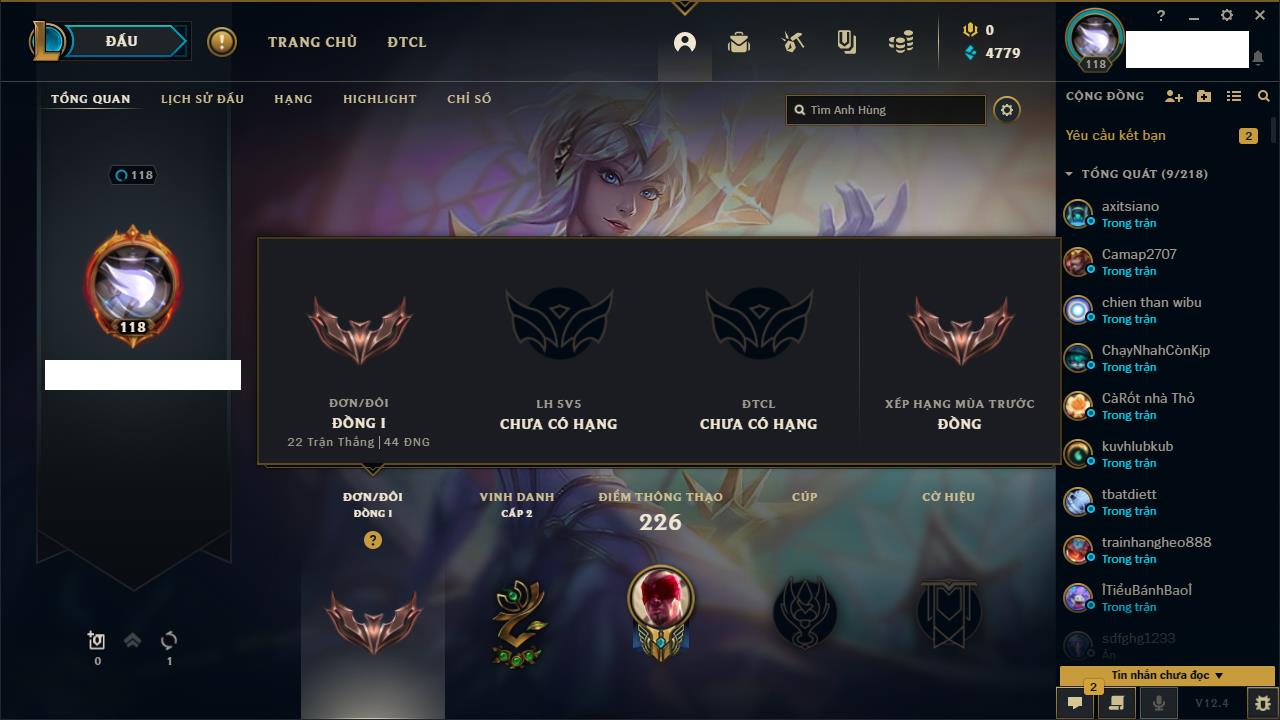 ĐẤU
TRANG CHỦ
ĐTCL
0
4779
118
TỔNG QUAN
LỊCH SỬ ĐẤU
HẠNG
HIGHLIGHT
CHỈ SỐ
Tìm Anh Hùng
118
118
ĐƠN/ĐÔI
ĐỒNG I
22 Trận Thắng | 44 ĐNG
LH 5V5
CHƯA CÓ HẠNG
ĐTCL
CHƯA CÓ HẠNG
XẾP HẠNG MÙA TRƯỚC
ĐỒNG
ĐƠN/ĐÔI
ĐỒNG I
?
VINH DANH
CẤP 2
ĐIỂM THÔNG THẠO
226
CÚP
CỜ HIỆU
0
1
CỘNG ĐỒNG
Yêu cầu kết bạn
2
TỔNG QUÁT (9/218)
axitsiano
Trong trận
Camap2707
Trong trận
chien than wibu
Trong trận
ChạyNhahCònKịp
Trong trận
CàRốt nhà Thỏ
Trong trận
kuvhlubkub
Trong trận
tbatdiett
Trong trận
trainhangheo888
Trong trận
ÎTiểuBánhBaoÎ
Trong trận
sdfghg1233
Ẩn
Tin nhắn chưa đọc
2
V12.4